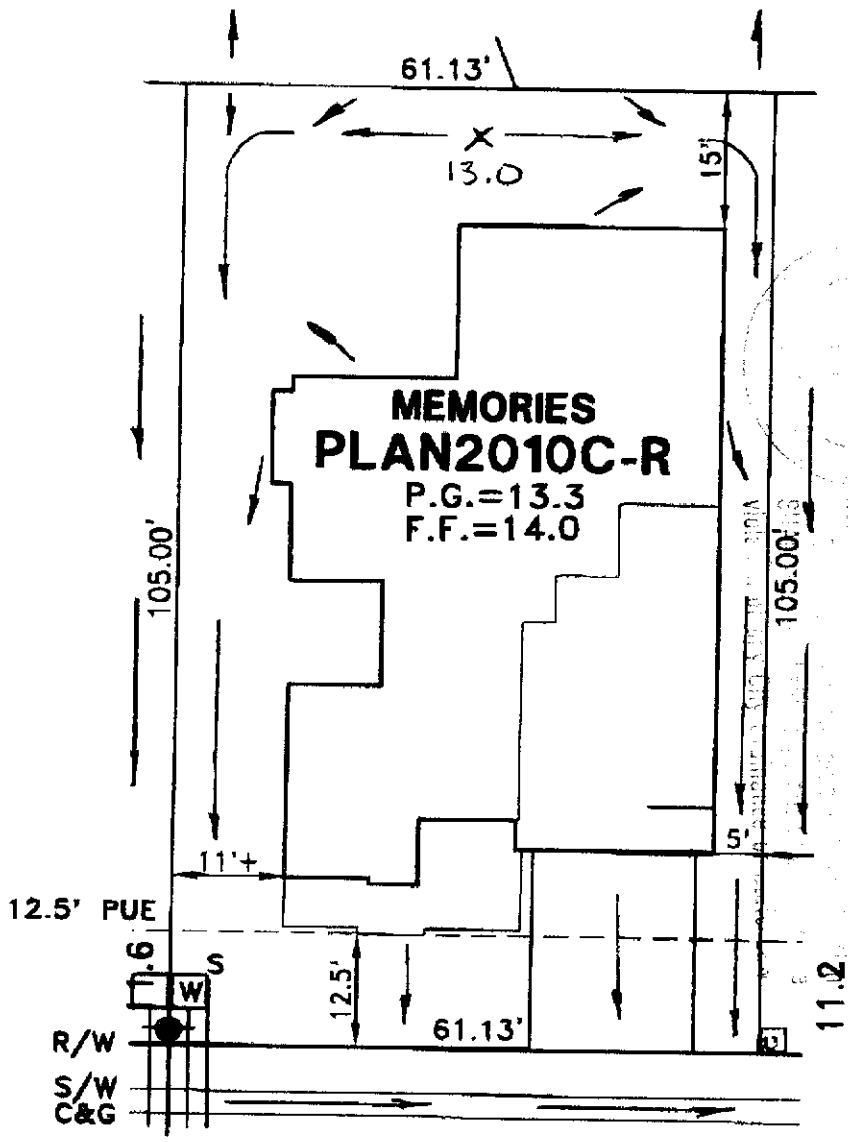 61.13'
15'
13.0
MEMORIES
PLAN2010C-R
P.G.=13.3
F.F.=14.0
105.00'
105.00'
5'
11'+
12.5' PUE
S
W
12.5'
61.13'
11.2
R/W
S/W
C&G